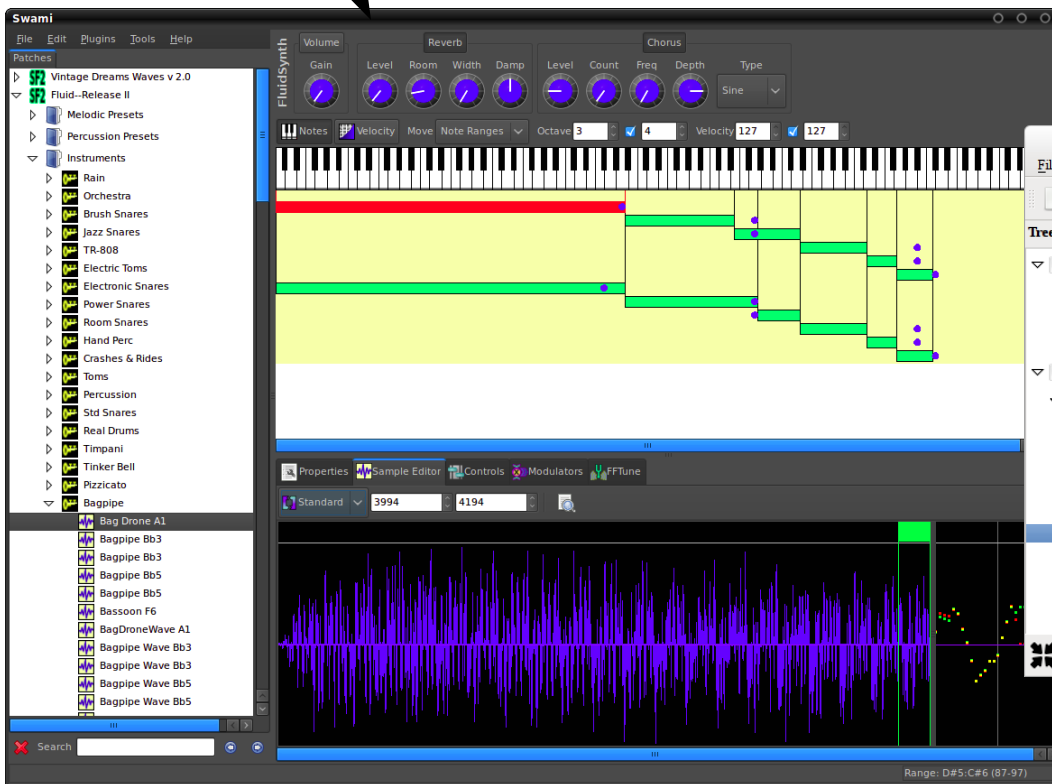 Swami
File Edit Plugins Tools Help
Patches
SF2 Vintage Dreams Waves v 2.0
SF2 Fluid--Release II
Melodic Presets
Percussion Presets
Instruments
Rain
Orchestra
Brush Snares
Jazz Snares
TR-808
Electric Toms
Electronic Snares
Power Snares
Room Snares
Hand Perc
Crashes & Rides
Toms
Percussion
Std Snares
Real Drums
Timpani
Tinker Bell
Pizzicato
Bagpipe
Bag Drone A1
Bagpipe Bb3
Bagpipe Bb3
Bagpipe Bb5
Bagpipe Bb5
Bassoon F6
BagDroneWave A1
Bagpipe Wave Bb3
Bagpipe Wave Bb3
Bagpipe Wave Bb5
Bagpipe Wave Bb5
Search
FluidSynth
Volume Reverb Chorus
Gain Level Room Width Damp Level Count Freq Depth Type
Sine
Notes Velocity Move Note Ranges Octave 3 4 Velocity 127 127
Properties Sample Editor Controls Modulators FFTune
Standard 3994 4194
Range: D#5:C#6 (87-97)
Fil
Tree